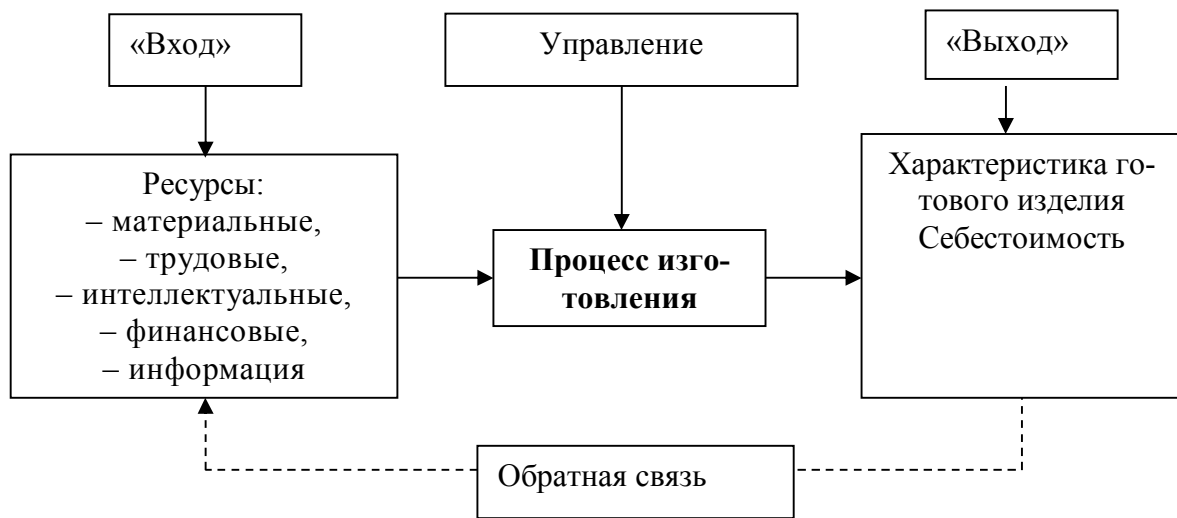 «Вход»
Управление
«Выход»
Ресурсы:
– материальные,
– трудовые,
– интеллектуальные,
– финансовые,
– информация
Процесс изго-
товления
Характеристика го-
тового изделия
Себестоимость
Обратная связь